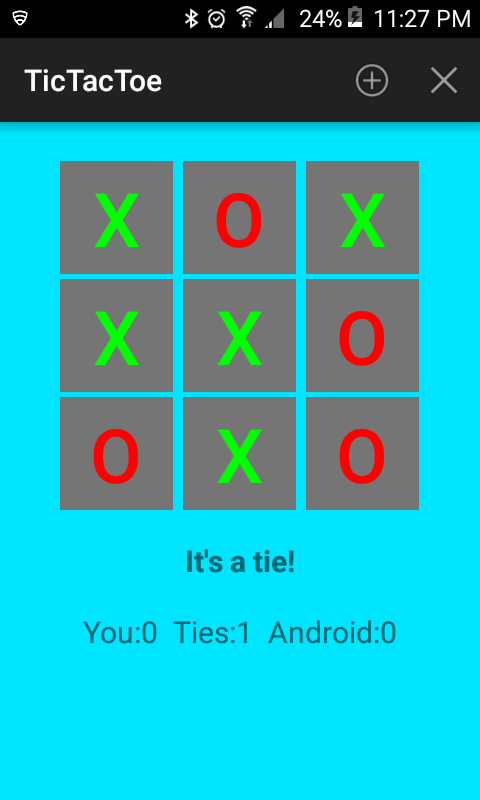 24% 11:27 PM
TicTacToe
X O X
X X O
O X O
It's a tie!
You:0 Ties:1 Android:0